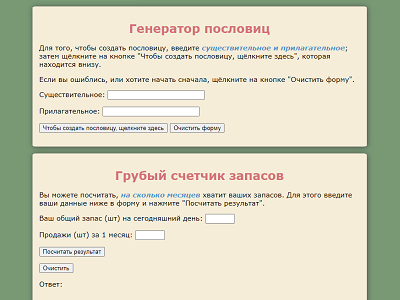 Генератор пословиц
Для того, чтобы создать пословицу, введите существительное и прилагательное;
затем щёлкните на кнопке "Чтобы создать пословицу, щёлкните здесь", которая
находится внизу.
Если вы ошиблись, или хотите начать сначала, щёлкните на кнопке "Очистить форму".
Существительное:
Прилагательное:
Чтобы создать пословицу, щелкните здесь Очистить форму
Грубый счетчик запасов
Вы можете посчитать, на сколько месяцев хватит ваших запасов. Для этого введите
ваши данные ниже в форму и нажмите "Посчитать результат".
Ваш общий запас (шт) на сегодняшний день:
Продажи (шт) за 1 месяц:
Посчитать результат
Очистить
Ответ: